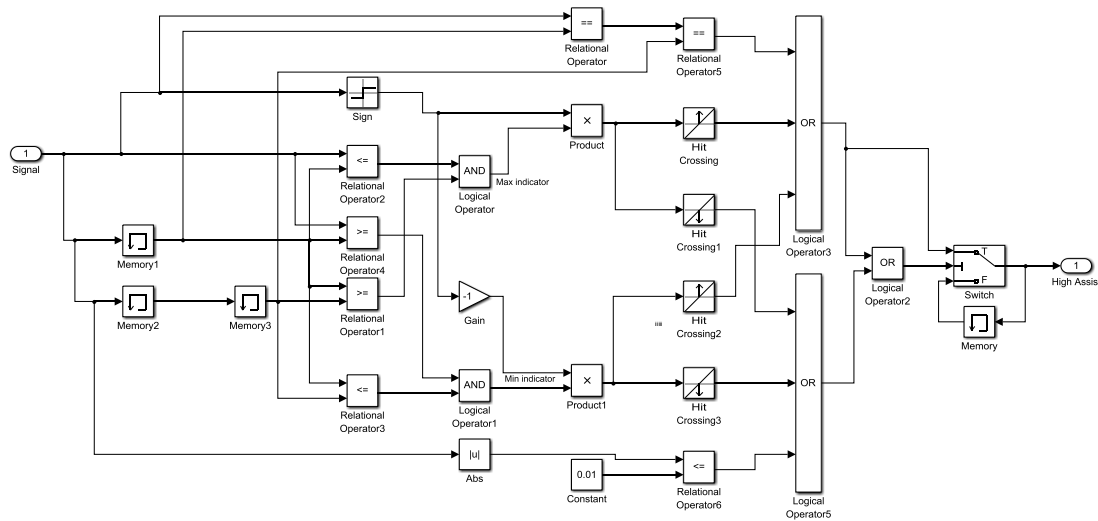 ==
Relational
Operator
==
Relational
Operator5
Sign
×
Product
Hit
Crossing
OR
Logical
Operator3
1
Signal
<=
Relational
Operator2
AND
Logical
Operator
Max indicator
Hit
Crossing1
Memory1
>=
Relational
Operator4
OR
Logical
Operator2
T
F
Switch
1
High Assis
Memory2
Memory3
>=
Relational
Operator1
-1
Gain
Hit
Crossing2
Memory
<=
Relational
Operator3
AND
Logical
Operator1
Min indicator
×
Product1
Hit
Crossing3
OR
Logical
Operator5
|u|
Abs
0.01
Constant
<=
Relational
Operator6